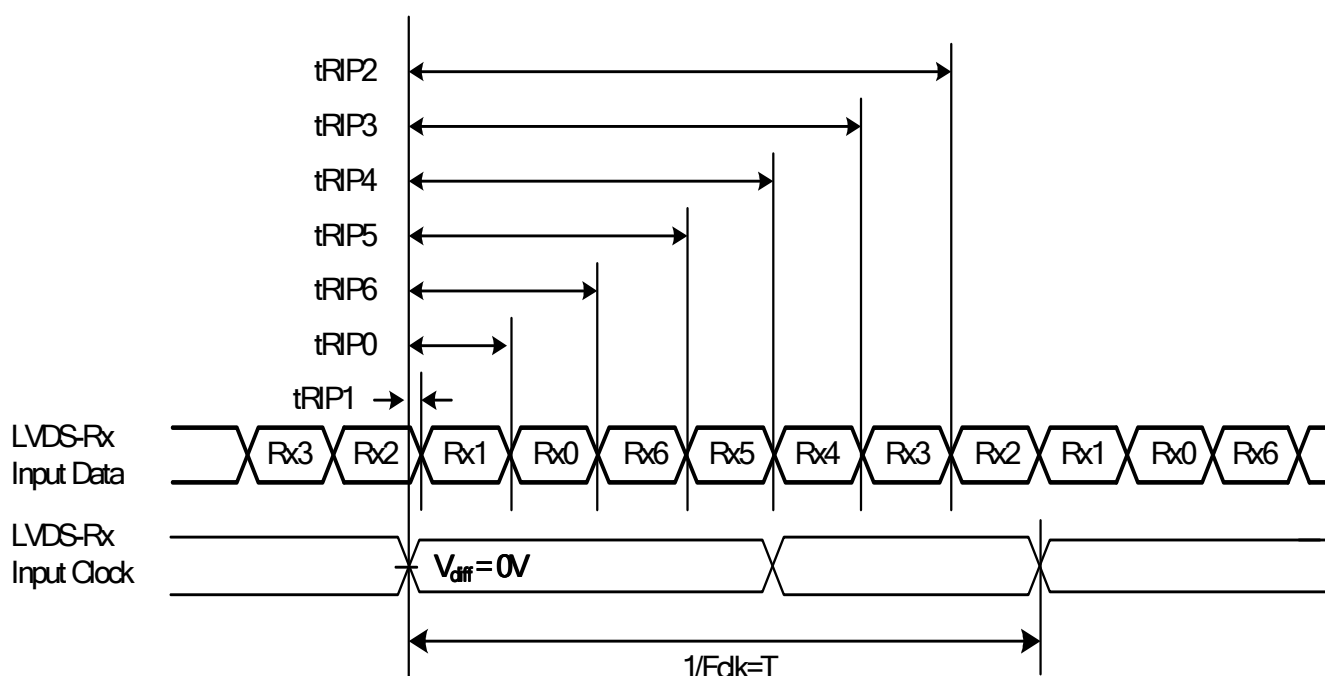 tRIP2
tRIP3
tRIP4
tRIP5
tRIP6
tRIP0
tRIP1
LVDS-Rx
Input Data
Rx3 Rx2 Rx1 Rx0 Rx6 Rx5 Rx4 Rx3 Rx2 Rx1 Rx0 Rx6
LVDS-Rx
Input Clock
Vdiff = 0V
1/Fclk=T